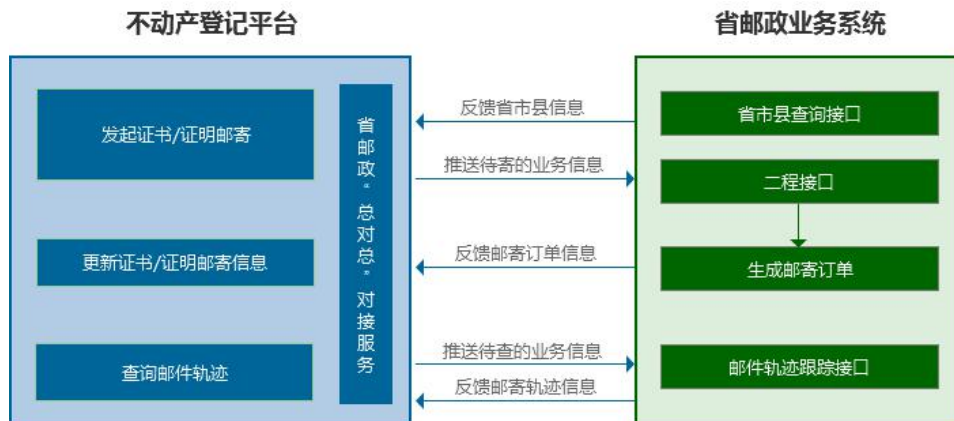 不动产登记平台
省邮政业务系统
发起证书/证明邮寄
更新证书/证明邮寄信息
查询邮件轨迹
省邮政“总对总”对接服务
反馈省市县信息
推送待寄的业务信息
反馈邮寄订单信息
推送待查的业务信息
反馈邮寄轨迹信息
省市县查询接口
二程接口
生成邮寄订单
邮件轨迹跟踪接口